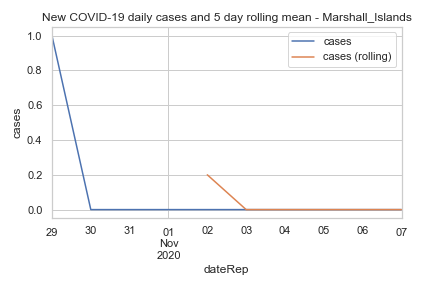 New COVID-19 daily cases and 5 day rolling mean - Marshall_Islands
cases
cases (rolling)
1.0
0.8
0.6
0.4
0.2
0.0
cases
29 30 31 01 02 03 04 05 06 07
Nov
2020
dateRep